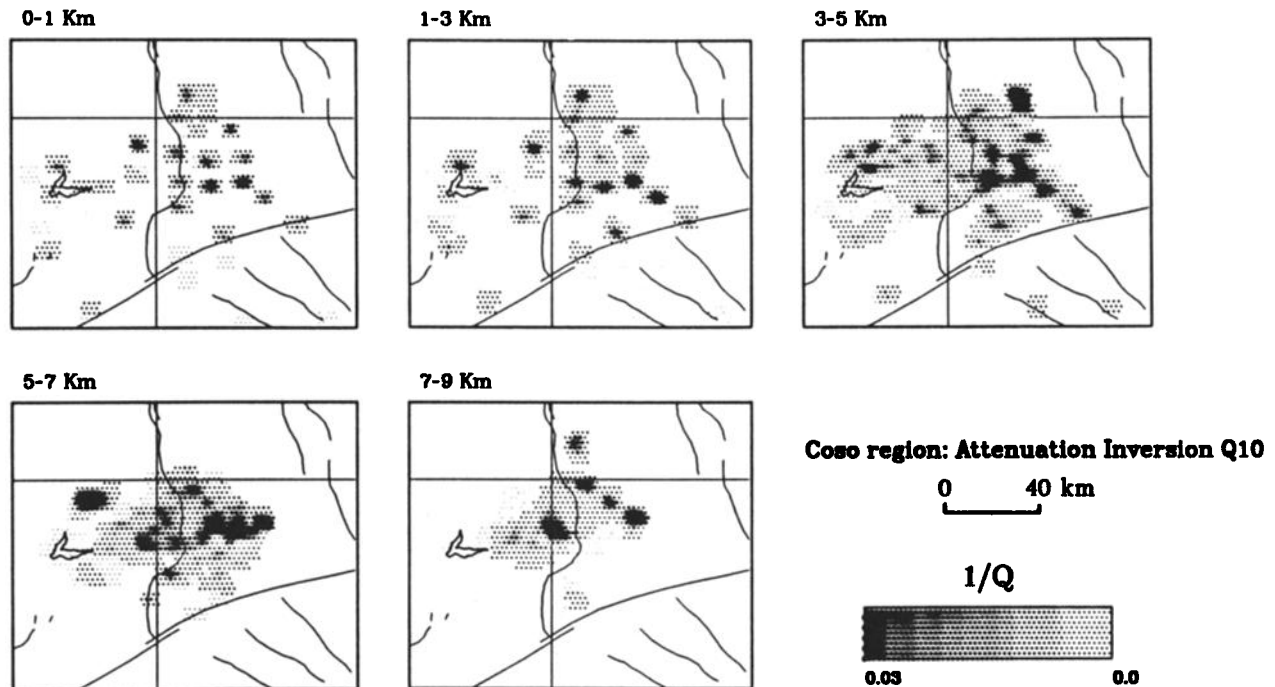 0-1 Km
1-3 Km
3-5 Km
5-7 Km
7-9 Km
Coso region: Attenuation Inversion Q10
0 40 km
1/Q
0.03 0.0